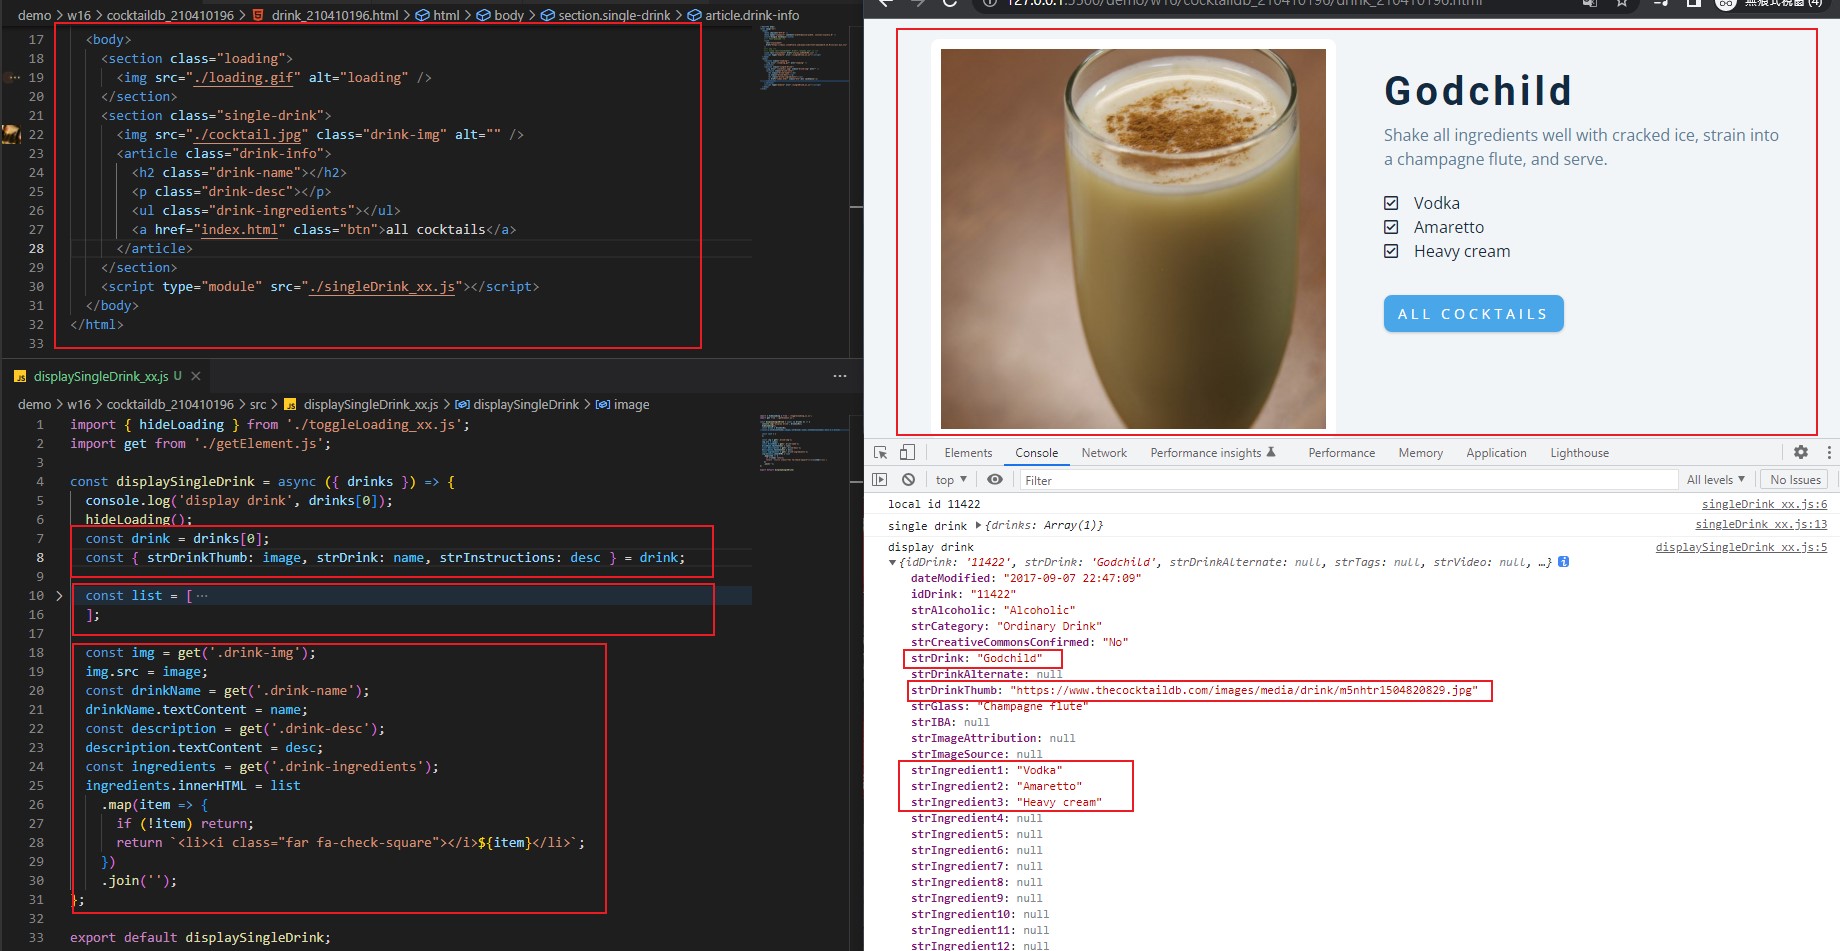 demo > w16 > cocktaildb_210410196 > drink_210410196.html > html > body > section.single-drink > article.drink-info
17 <body>
18 <section class="loading">
19 <img src="./loading.gif" alt="loading" />
20 </section>
21 <section class="single-drink">
22 <img src="./cocktail.jpg" class="drink-img" alt="" />
23 <article class="drink-info">
24 <h2 class="drink-name"></h2>
25 <p class="drink-desc"></p>
26 <ul class="drink-ingredients"></ul>
27 <a href="index.html" class="btn">all cocktails</a>
28 </article>
29 </section>
30 <script type="module" src="./singleDrink_xx.js"></script>
31 </body>
32 </html>
33
displaySingleDrink_xx.js U ×
demo > w16 > cocktaildb_210410196 > src > displaySingleDrink_xx.js > displaySingleDrink > image
1 import { hideLoading } from './toggleLoading_xx.js';
2 import get from './getElement.js';
3
4 const displaySingleDrink = async ({ drinks }) => {
5 console.log('display drink', drinks[0]);
6 hideLoading();
7 const drink = drinks[0];
8 const { strDrinkThumb: image, strDrink: name, strInstructions: desc } = drink;
9
10 const list = [ ···
16 ];
17
18 const img = get('.drink-img');
19 img.src = image;
20 const drinkName = get('.drink-name');
21 drinkName.textContent = name;
22 const description = get('.drink-desc');
23 description.textContent = desc;
24 const ingredients = get('.drink-ingredients');
25 ingredients.innerHTML = list
26 .map(item => {
27 if (!item) return;
28 return `<li><i class="far fa-check-square"></i>${item}</li>`;
29 })
30 .join('');
31 };
32
33 export default displaySingleDrink;
127.0.0.1:5500/demo/w16/cocktaildb_210410196/drink_210410196.html
無痕式視窗 (4)
Godchild
Shake all ingredients well with cracked ice, strain into
a champagne flute, and serve.
Vodka
Amaretto
Heavy cream
ALL COCKTAILS
Elements Console Network Performance insights Performance Memory Application Lighthouse
top Filter All levels No Issues
local id 11422 singleDrink_xx.js:6
single drink {drinks: Array(1)} singleDrink_xx.js:13
display drink displaySingleDrink_xx.js:5
{idDrink: '11422', strDrink: 'Godchild', strDrinkAlternate: null, strTags: null, strVideo: null, …}
dateModified: "2017-09-07 22:47:09"
idDrink: "11422"
strAlcoholic: "Alcoholic"
strCategory: "Ordinary Drink"
strCreativeCommonsConfirmed: "No"
strDrink: "Godchild"
strDrinkAlternate: null
strDrinkThumb: "https://www.thecocktaildb.com/images/media/drink/m5nhtr1504820829.jpg"
strGlass: "Champagne flute"
strIBA: null
strImageAttribution: null
strImageSource: null
strIngredient1: "Vodka"
strIngredient2: "Amaretto"
strIngredient3: "Heavy cream"
strIngredient4: null
strIngredient5: null
strIngredient6: null
strIngredient7: null
strIngredient8: null
strIngredient9: null
strIngredient10: null
strIngredient11: null
strIngredient12: null